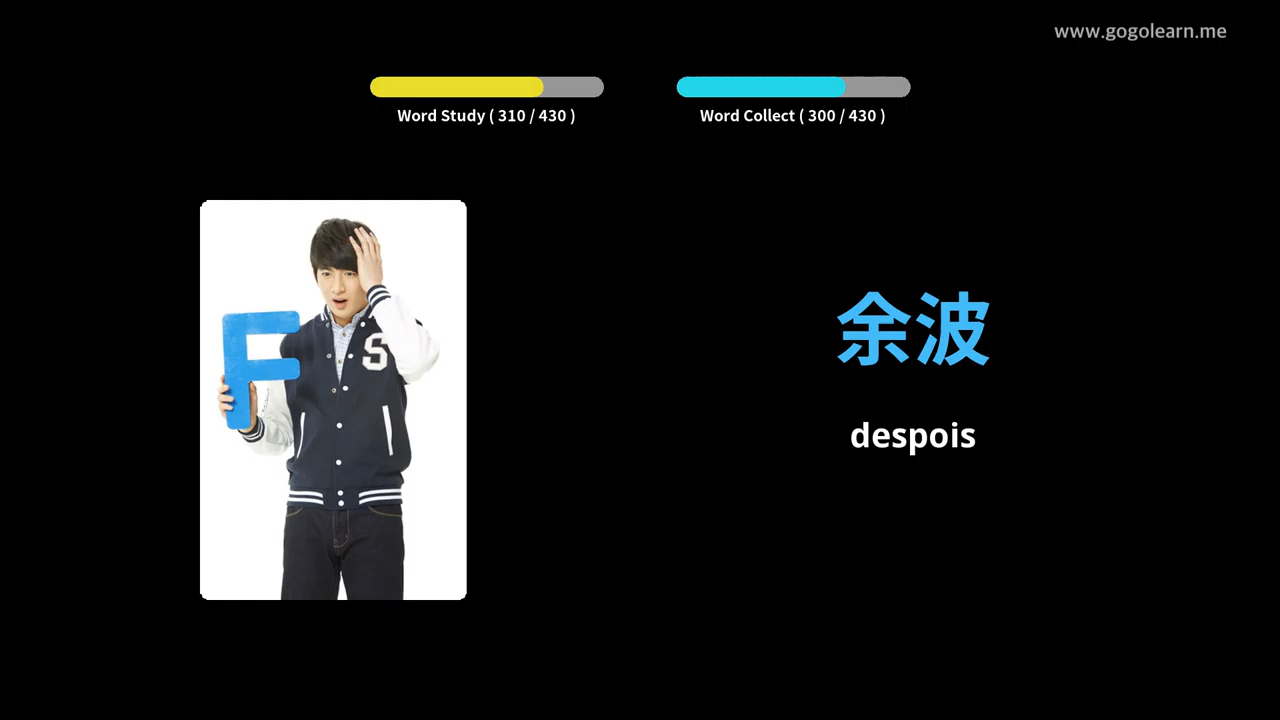 www.gogolearn.me
Word Study ( 310 / 430 )
Word Collect ( 300 / 430 )
F
S
余波
despois